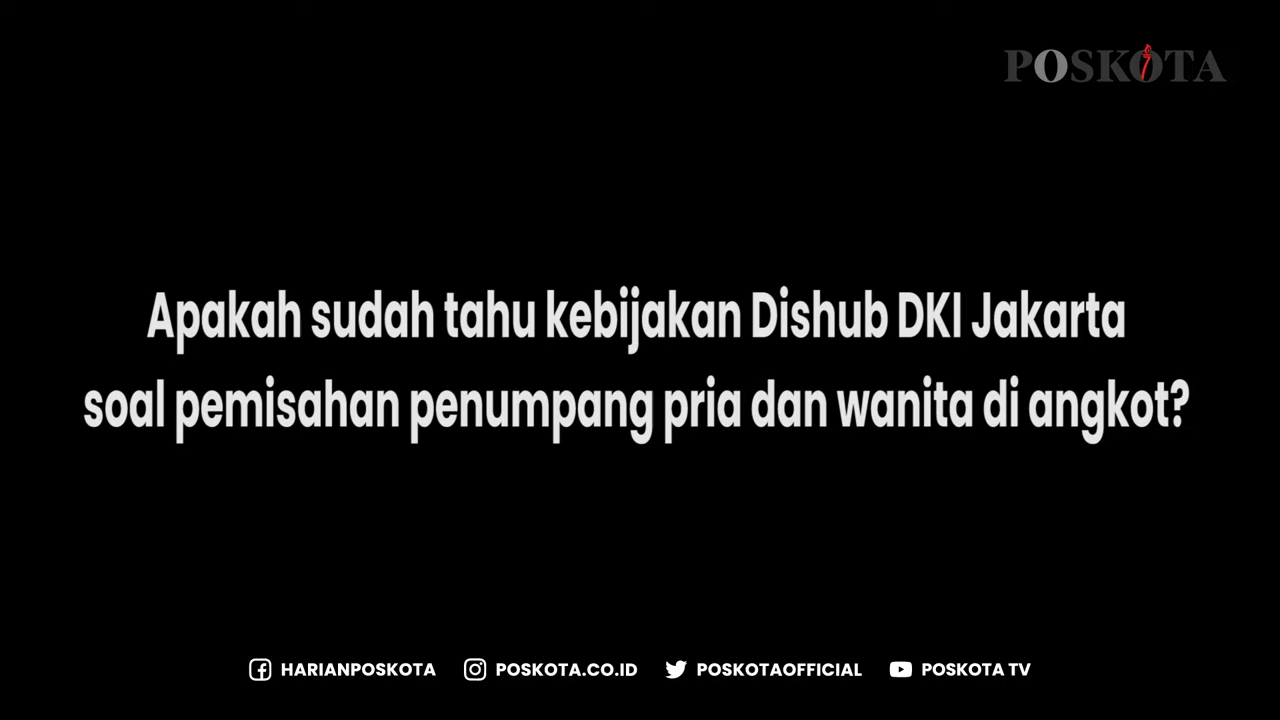 POSKOTA
Apakah sudah tahu kebijakan Dishub DKI Jakarta
soal pemisahan penumpang pria dan wanita di angkot?
HARIANPOSKOTA POSKOTA.CO.ID POSKOTAOFFICIAL POSKOTA TV